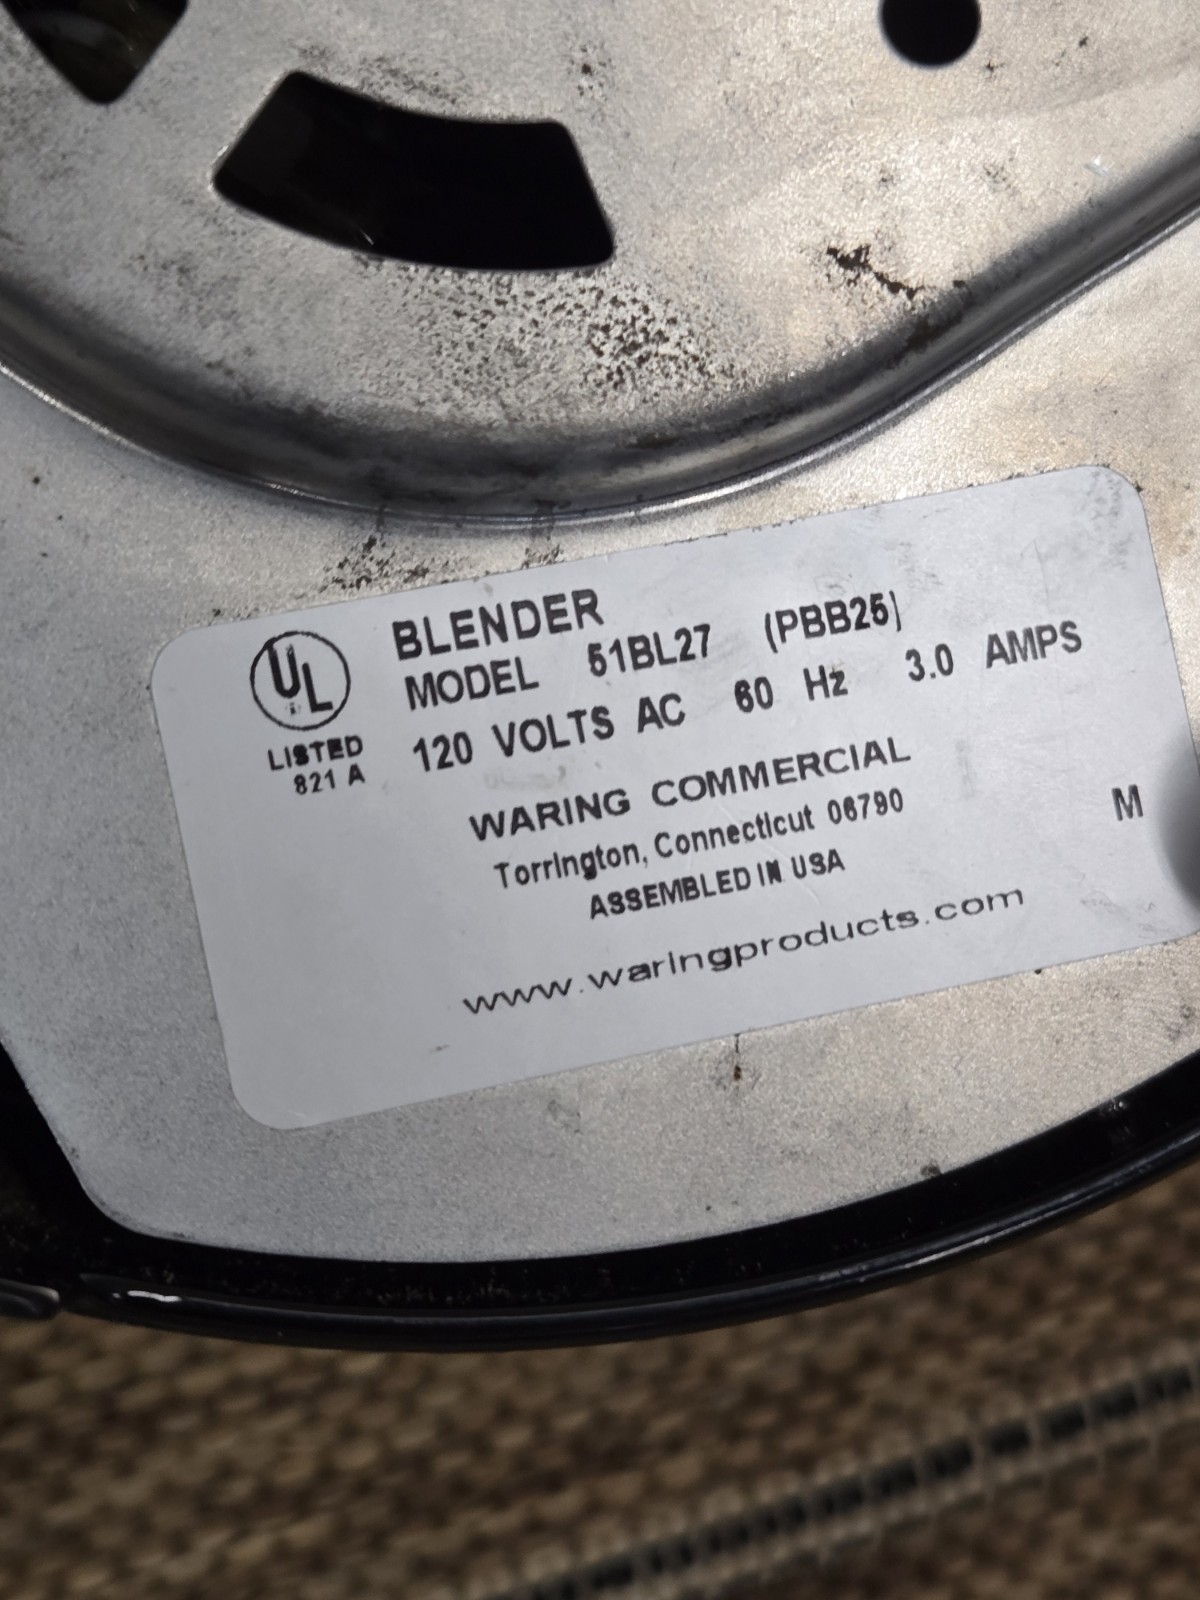 BLENDER
MODEL 51BL27 (PBB25)
120 VOLTS AC 60 Hz 3.0 AMPS
UL
LISTED
821 A
WARING COMMERCIAL
Torrington, Connecticut 06790
ASSEMBLED IN USA
M
www.waringproducts.com